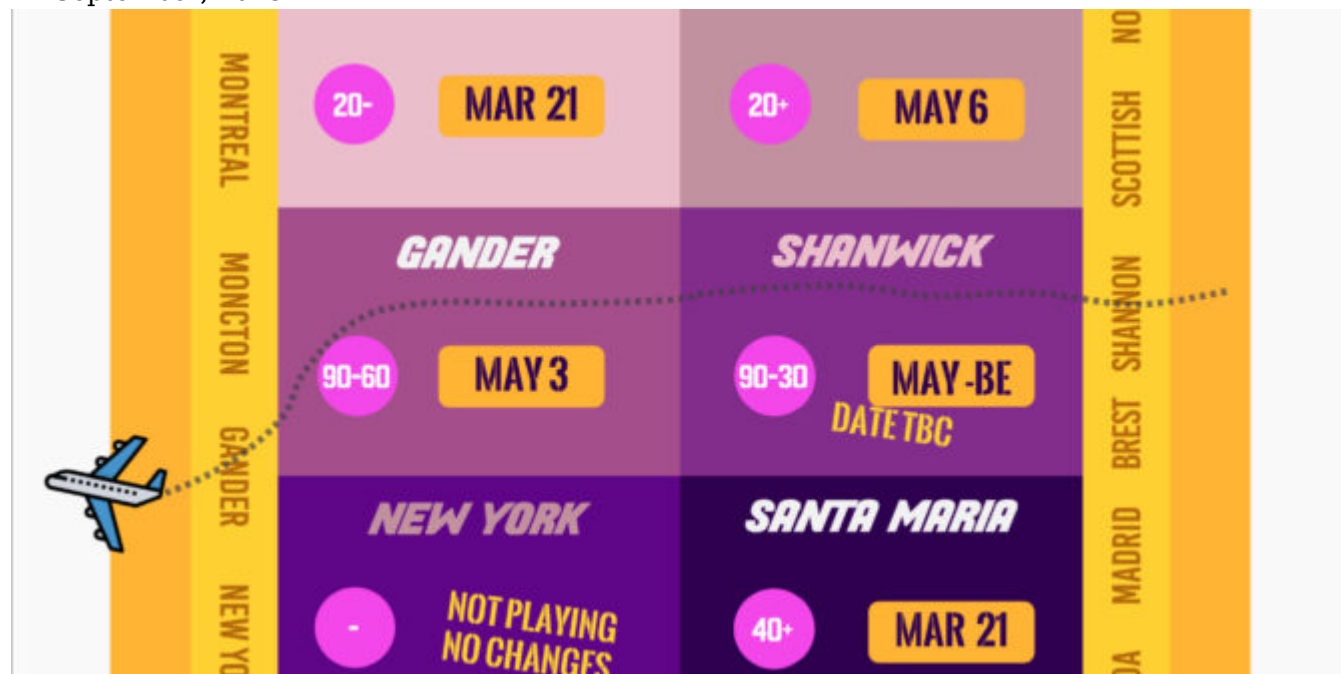 MONTREAL
20-
MAR 21
20+
MAY 6
NO
SCOTTISH
GANDER
SHANWICK
MONCTON
SHANNON
90-60
MAY 3
90-30
MAY-BE
DATE TBC
BREST
GANDER
NEW YORK
SANTA MARIA
MADRID
NEW YO
-
NOT PLAYING
NO CHANGES
40+
MAR 21
DA